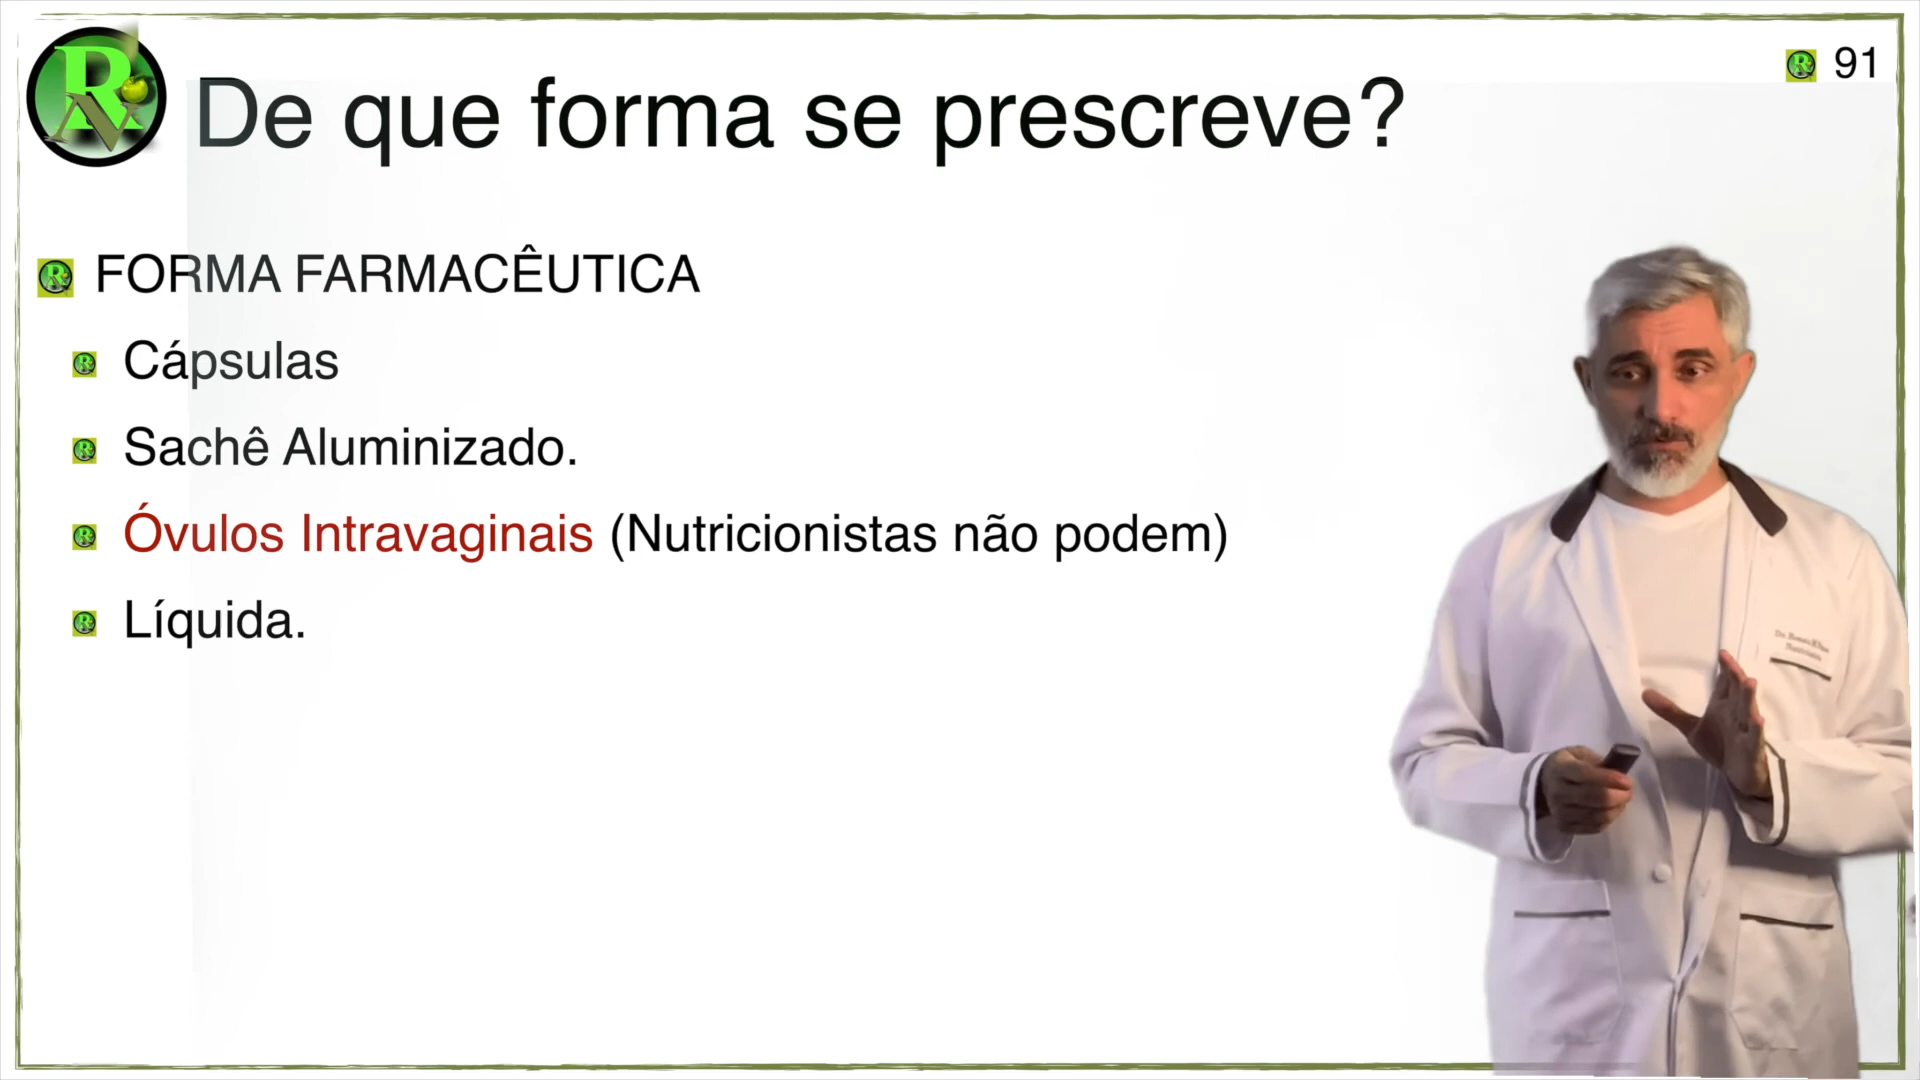 91
De que forma se prescreve?
FORMA FARMACÊUTICA
Cápsulas
Sachê Aluminizado.
Óvulos Intravaginais (Nutricionistas não podem)
Líquida.